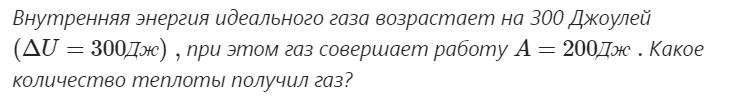 Внутренняя энергия идеального газа возрастает на 300 Джоулей
(ΔU = 300Дж) , при этом газ совершает работу A = 200Дж . Какое
количество теплоты получил газ?